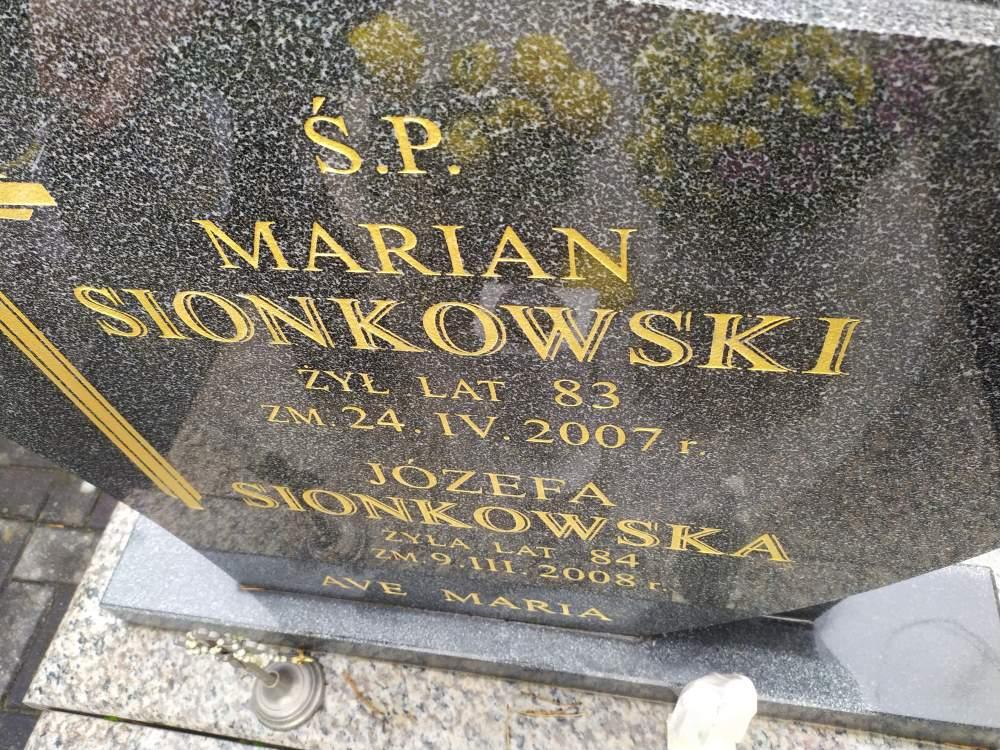 Ś.P.
MARIAN
SIONKOWSKI
ŻYŁ LAT 83
ZM. 24. IV. 2007 r.
JÓZEFA
SIONKOWSKA
ŻYŁA LAT 84
ZM 9. III. 2008 r.
AVE MARIA